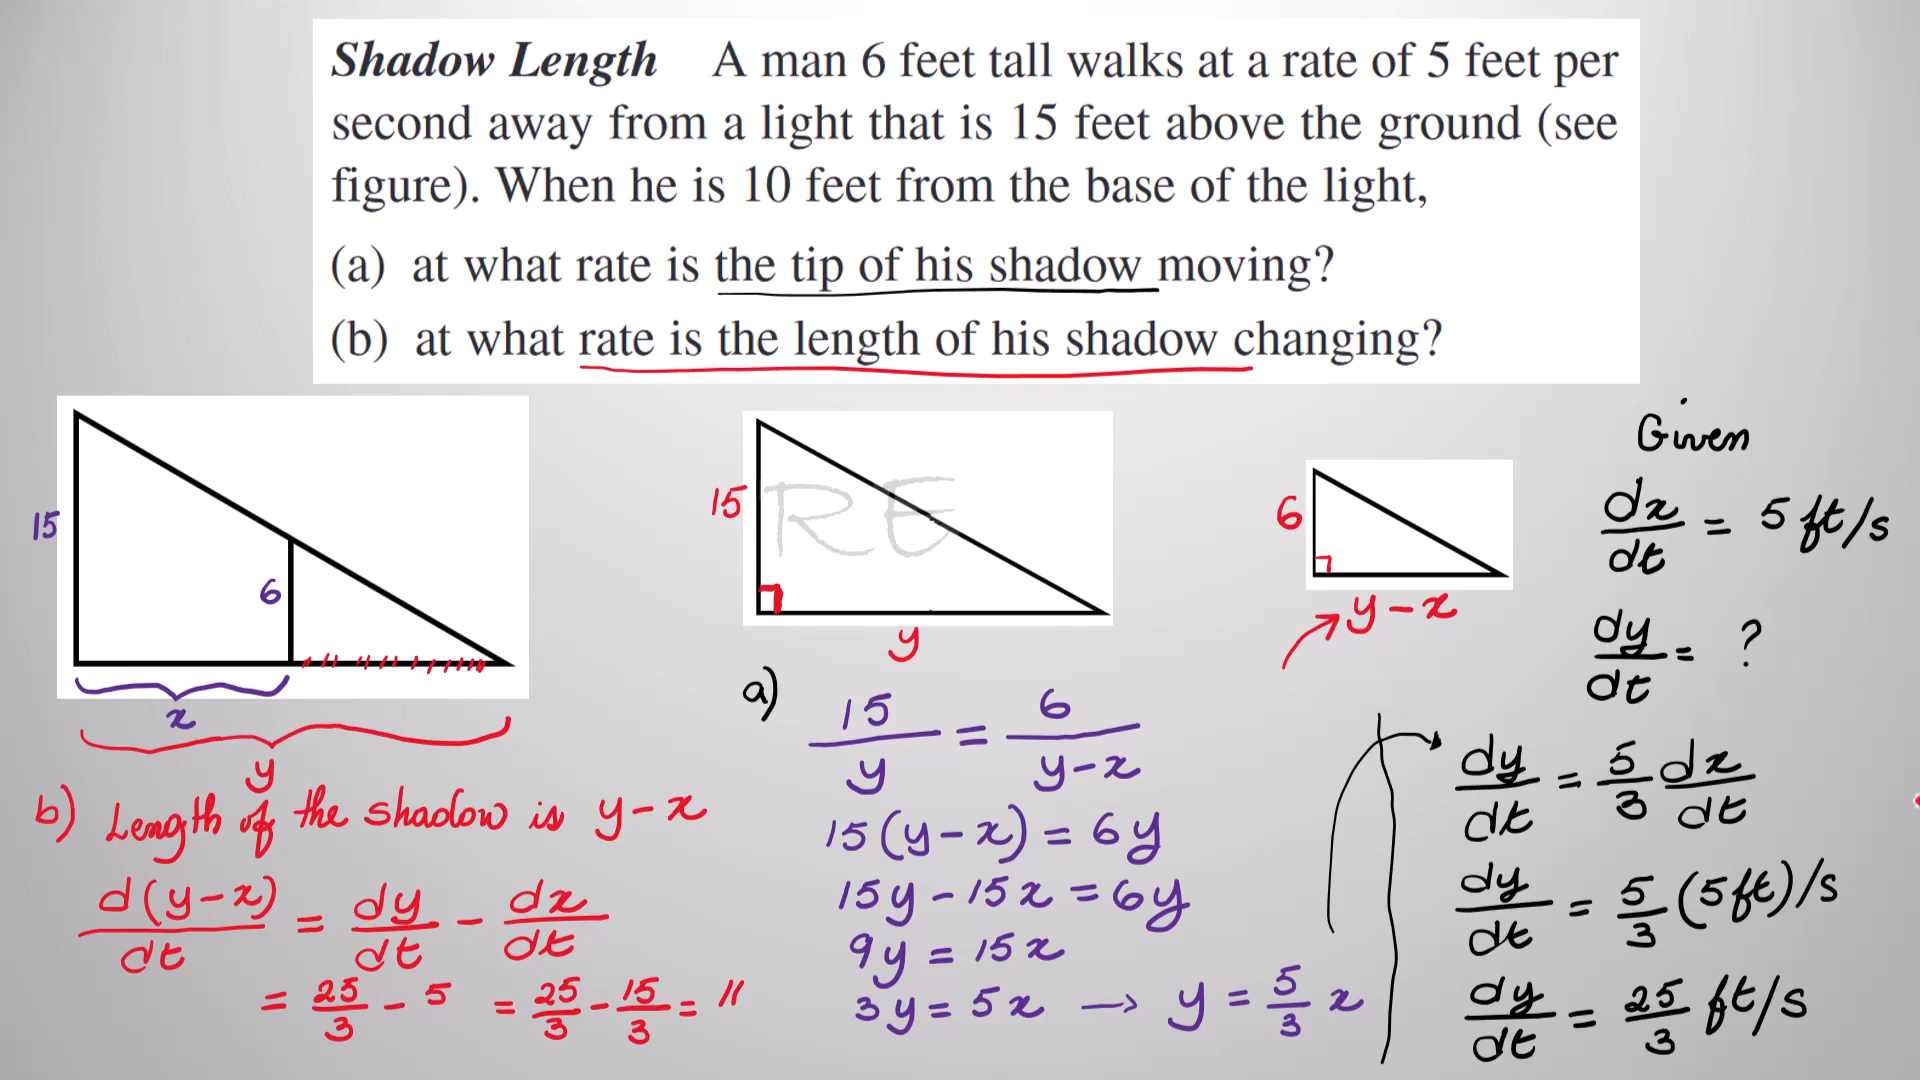 Shadow Length A man 6 feet tall walks at a rate of 5 feet per
second away from a light that is 15 feet above the ground (see
figure). When he is 10 feet from the base of the light,
(a) at what rate is the tip of his shadow moving?
(b) at what rate is the length of his shadow changing?
15
6
x
y
15
RE
y
6
y-x
Given
dx/dt = 5 ft/s
dy/dt = ?
a) 15/y = 6/(y-x)
15(y-x) = 6y
15y-15x = 6y
9y = 15x
3y = 5x → y = 5/3 x
dy/dt = 5/3 dx/dt
dy/dt = 5/3 (5ft)/s
dy/dt = 25/3 ft/s
b) Length of the shadow is y-x
d(y-x)/dt = dy/dt - dx/dt
= 25/3 - 5 = 25/3 - 15/3 =